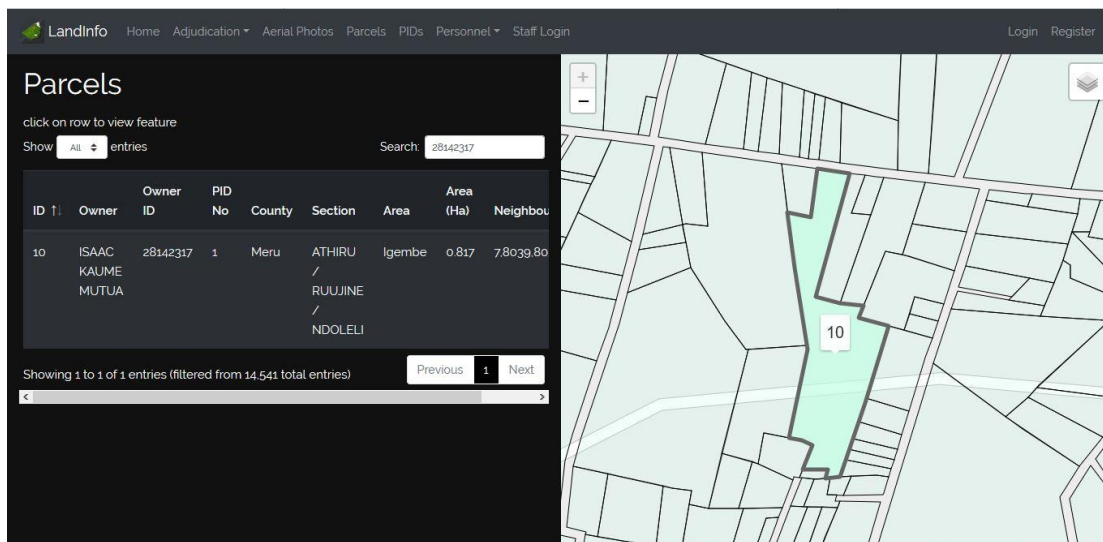 LandInfo Home Adjudication Aerial Photos Parcels PIDs Personnel Staff Login Login Register
Parcels
click on row to view feature
Show All entries Search: 28142317
ID Owner Owner ID PID No County Section Area Area (Ha) Neighbou
10 ISAAC KAUME MUTUA 28142317 1 Meru ATHIRU / RUUJINE / NDOLELI Igembe 0.817 7,8039,80
Showing 1 to 1 of 1 entries (filtered from 14,541 total entries) Previous 1 Next
+
−
10